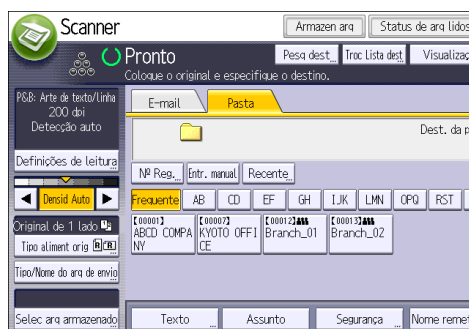 Scanner
Armazen arq
Status de arq lidos
Pronto
Pesq dest
Troc Lista dest
Visualizaç
Coloque o original e especifique o destino.
P&B: Arte de texto/linha
200 dpi
Detecção auto
E-mail
Pasta
Dest. da p
Definições de leitura
Nº Reg.
Entr. manual
Recente
Densid Auto
Frequente
AB
CD
EF
GH
IJK
LMN
OPQ
RST
Original de 1 lado
[00001]
ABCD COMPA
NY
[00007]
KYOTO OFFI
CE
[00012]
Branch_01
[00013]
Branch_02
Tipo aliment orig
Tipo/Nome do arq de envio
Selec arq armazenado
Texto
Assunto
Segurança
Nome remet